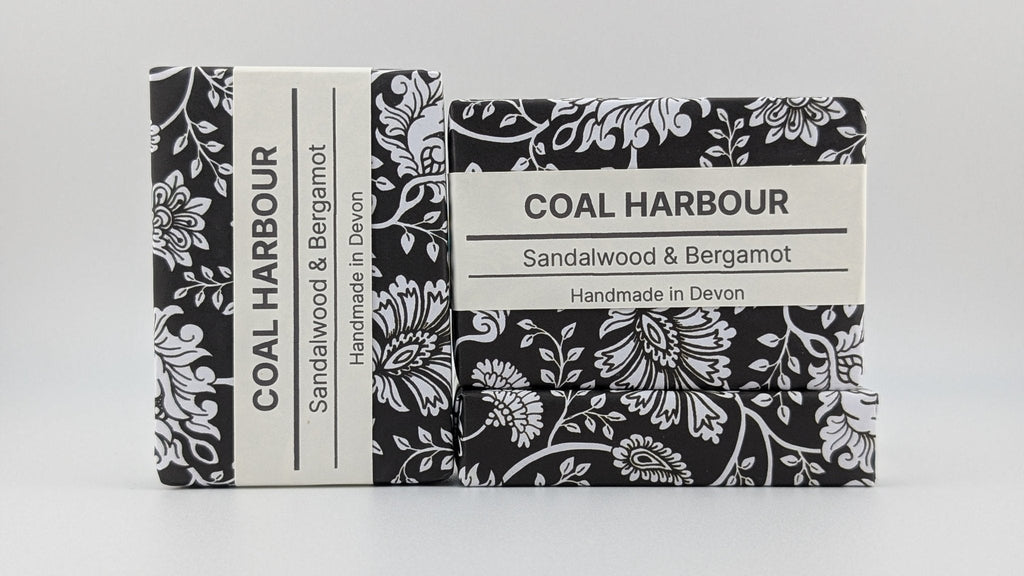 COAL HARBOUR
Sandalwood & Bergamot
Handmade in Devon
COAL HARBOUR
Sandalwood & Bergamot
Handmade in Devon